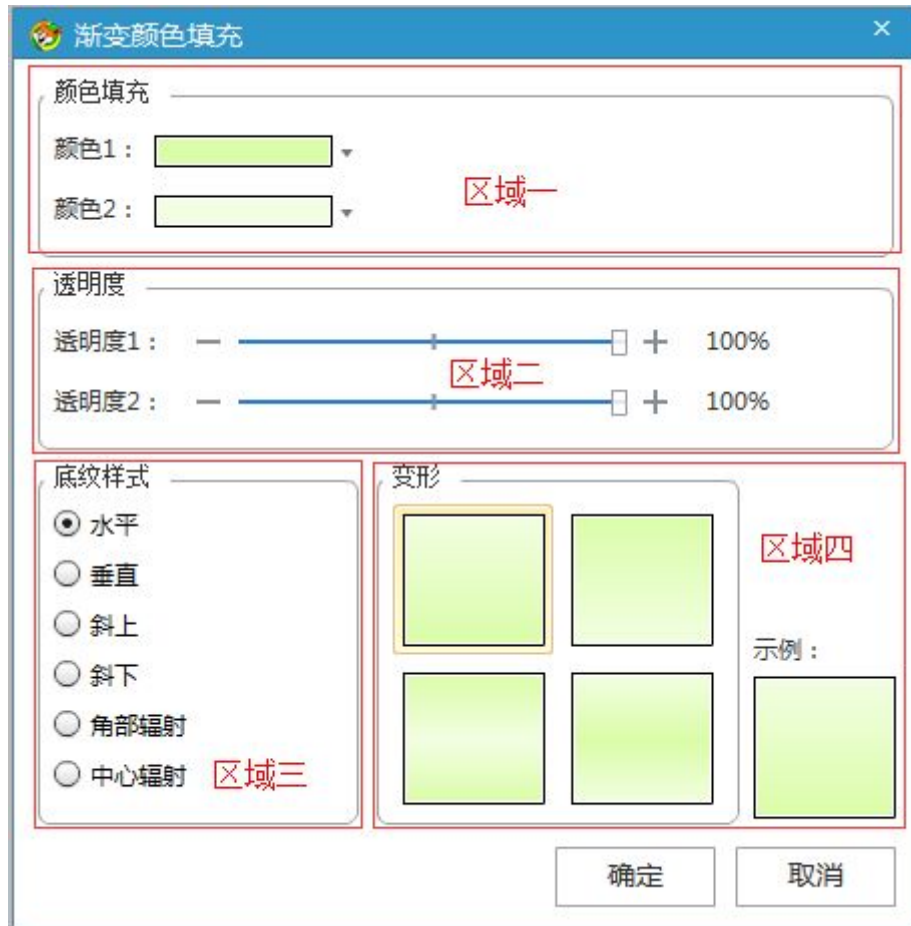 渐变颜色填充
颜色填充
颜色1：
区域一
颜色2：
透明度
透明度1： 100%
区域二
透明度2： 100%
底纹样式
水平
垂直
斜上
斜下
角部辐射
中心辐射
区域三
变形
区域四
示例：
确定 取消